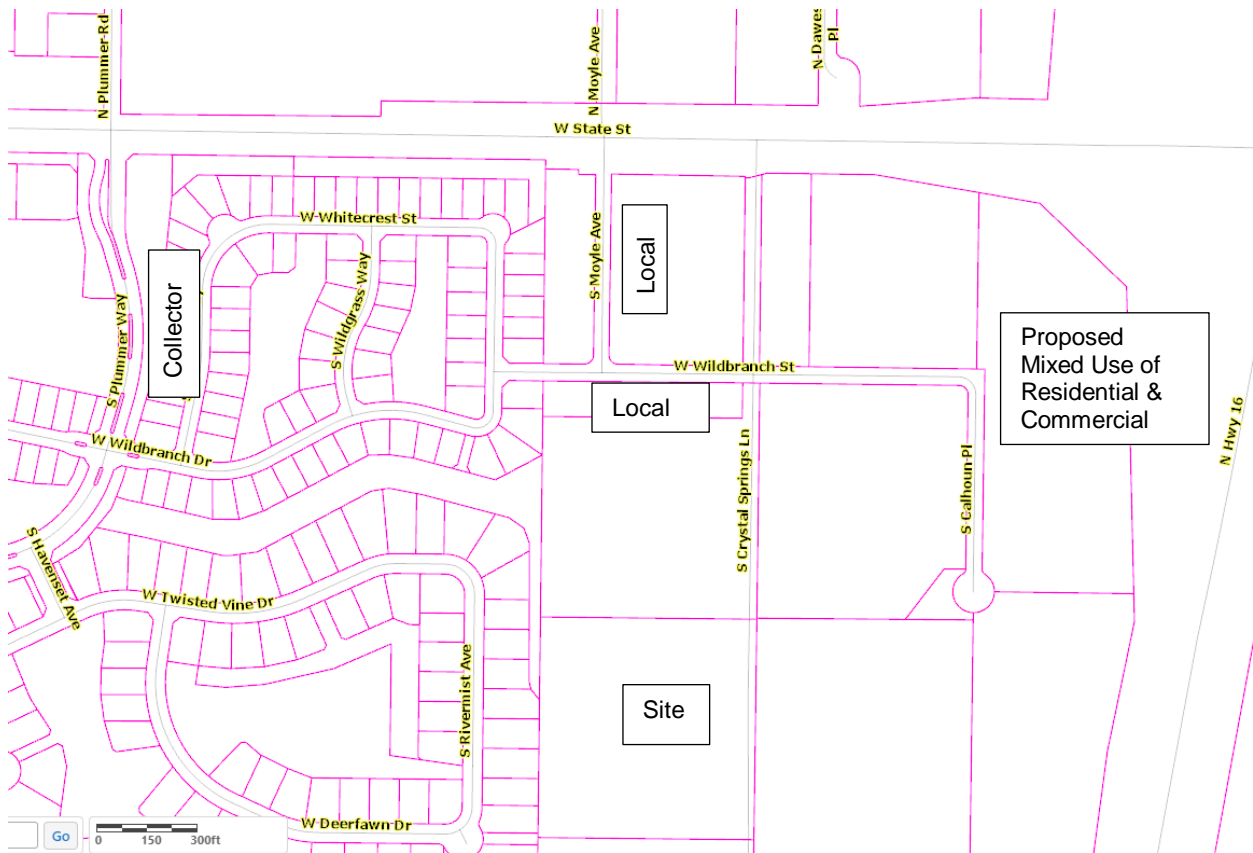 N Plummer Rd
N Moyle Ave
N Dawes
Pl
W State St
W Whitecrest St
S Moyle Ave
Local
Collector
S Plummer Way
S Wildgrass Way
W Wildbranch St
Local
Proposed
Mixed Use of
Residential &
Commercial
N Hwy 16
W Wildbranch Dr
S Crystal Springs Ln
S Calhoun Pl
S Havenset Ave
W Twisted Vine Dr
S Rivermist Ave
Site
W Deerfawn Dr
Go
0 150 300ft